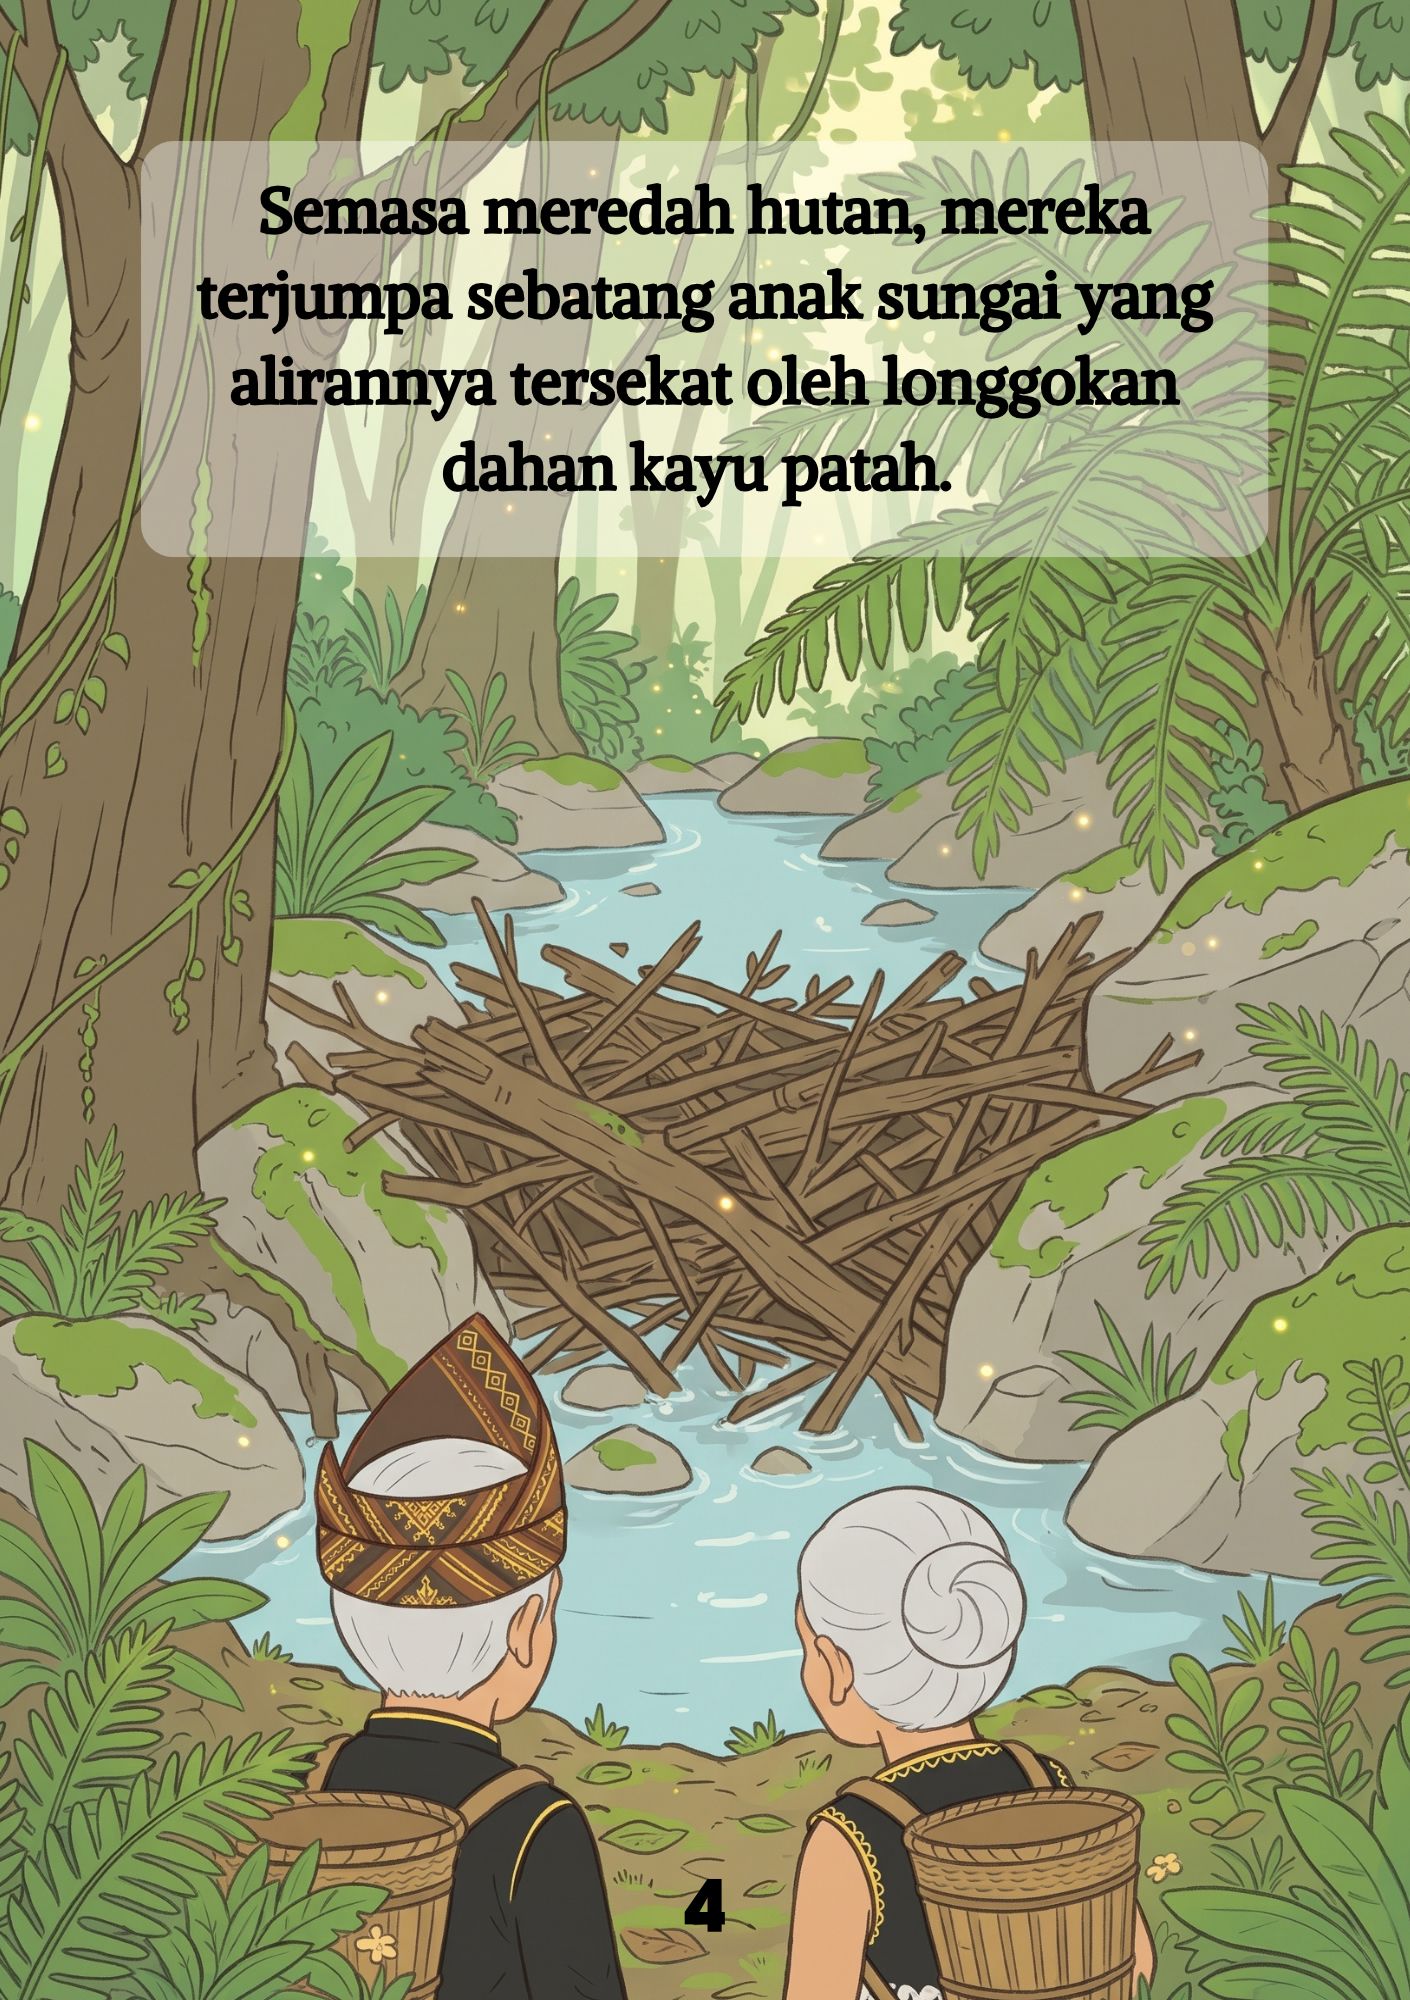 Semasa meredah hutan, mereka
terjumpa sebatang anak sungai yang
alirannya tersekat oleh longgokan
dahan kayu patah.
4